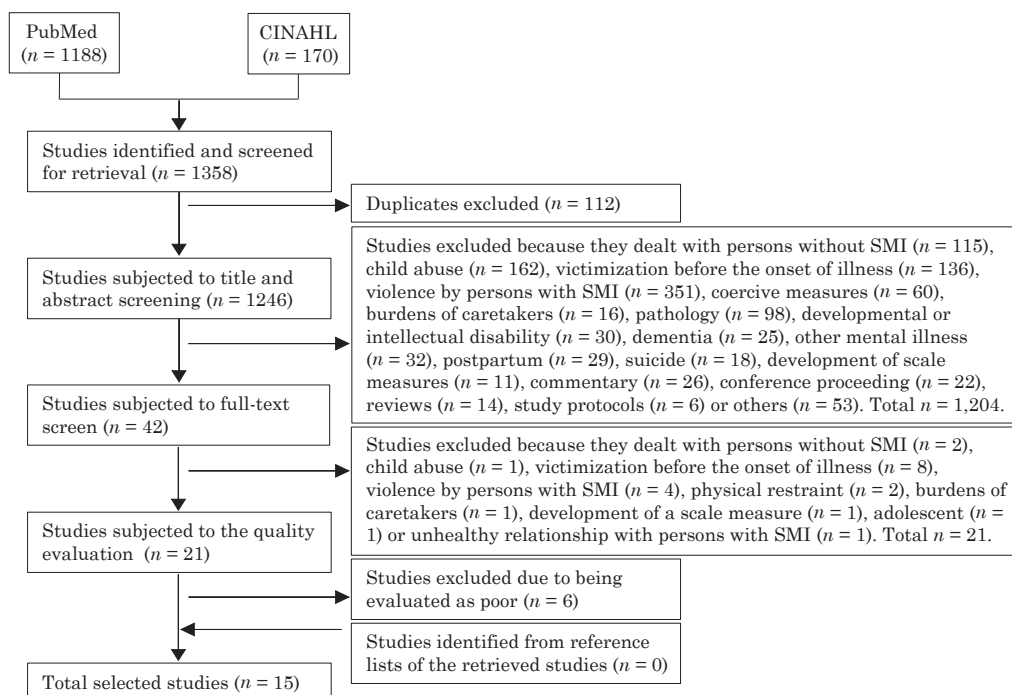 PubMed
(n = 1188)
CINAHL
(n = 170)
Studies identified and screened
for retrieval (n = 1358)
Duplicates excluded (n = 112)
Studies subjected to title and
abstract screening (n = 1246)
Studies excluded because they dealt with persons without SMI (n = 115),
child abuse (n = 162), victimization before the onset of illness (n = 136),
violence by persons with SMI (n = 351), coercive measures (n = 60),
burdens of caretakers (n = 16), pathology (n = 98), developmental or
intellectual disability (n = 30), dementia (n = 25), other mental illness
(n = 32), postpartum (n = 29), suicide (n = 18), development of scale
measures (n = 11), commentary (n = 26), conference proceeding (n = 22),
reviews (n = 14), study protocols (n = 6) or others (n = 53). Total n = 1,204.
Studies subjected to full-text
screen (n = 42)
Studies excluded because they dealt with persons without SMI (n = 2),
child abuse (n = 1), victimization before the onset of illness (n = 8),
violence by persons with SMI (n = 4), physical restraint (n = 2), burdens of
caretakers (n = 1), development of a scale measure (n = 1), adolescent (n =
1) or unhealthy relationship with persons with SMI (n = 1). Total n = 21.
Studies subjected to the quality
evaluation (n = 21)
Studies excluded due to being
evaluated as poor (n = 6)
Studies identified from reference
lists of the retrieved studies (n = 0)
Total selected studies (n = 15)